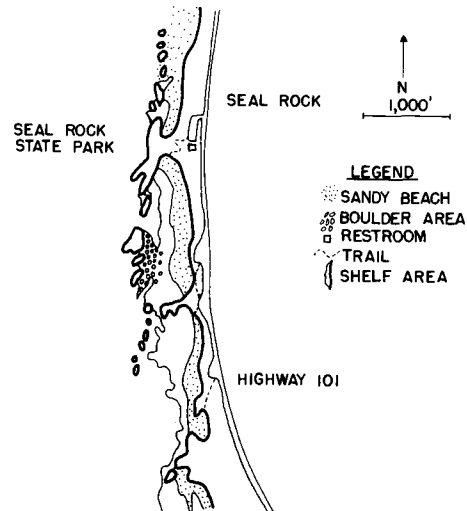 N
1,000'
SEAL ROCK
SEAL ROCK
STATE PARK
LEGEND
SANDY BEACH
BOULDER AREA
RESTROOM
TRAIL
SHELF AREA
HIGHWAY 101